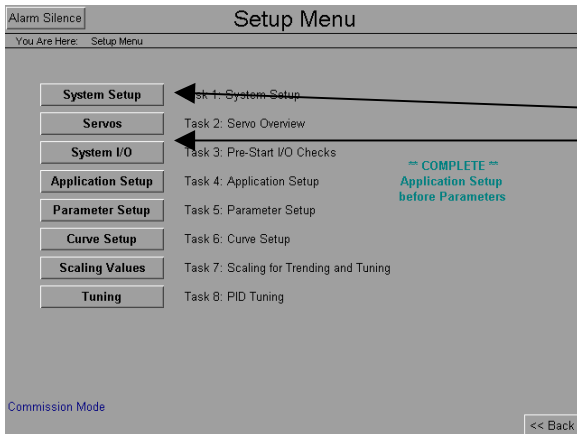 Alarm Silence
Setup Menu
You Are Here: Setup Menu
System Setup
Task 1: System Setup
Servos
Task 2: Servo Overview
System I/O
Task 3: Pre-Start I/O Checks
** COMPLETE **
Application Setup
before Parameters
Application Setup
Task 4: Application Setup
Parameter Setup
Task 5: Parameter Setup
Curve Setup
Task 6: Curve Setup
Scaling Values
Task 7: Scaling for Trending and Tuning
Tuning
Task 8: PID Tuning
Commission Mode
<< Back